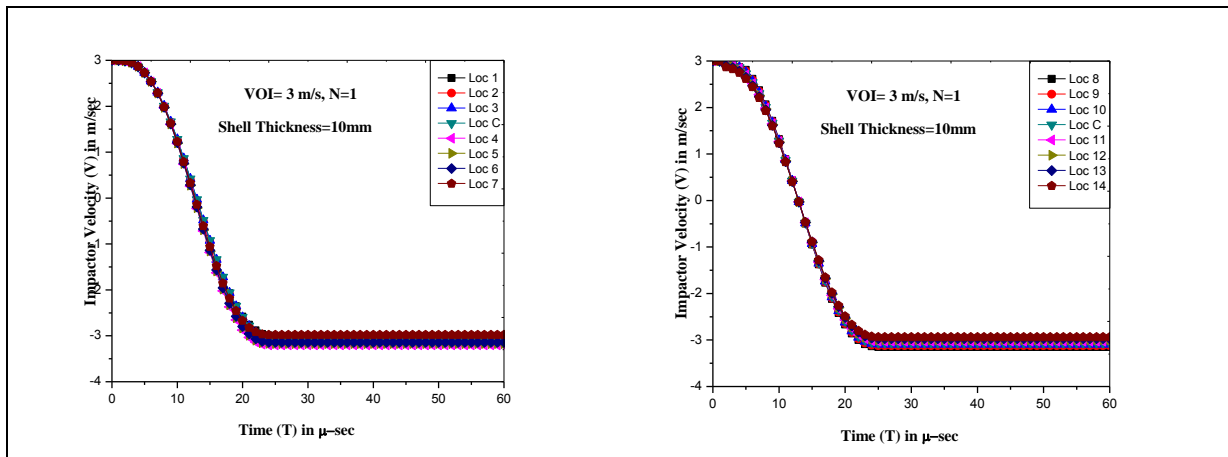 3
2
1
0
-1
-2
-3
-4
Impactor Velocity (V) in m/sec
VOI= 3 m/s, N=1
Shell Thickness=10mm
Loc 1
Loc 2
Loc 3
Loc C
Loc 4
Loc 5
Loc 6
Loc 7
0 10 20 30 40 50 60
Time (T) in μ–sec
3
2
1
0
-1
-2
-3
-4
Impactor Velocity (V) in m/sec
VOI= 3 m/s, N=1
Shell Thickness=10mm
Loc 8
Loc 9
Loc 10
Loc C
Loc 11
Loc 12
Loc 13
Loc 14
0 10 20 30 40 50 60
Time (T) in μ–sec